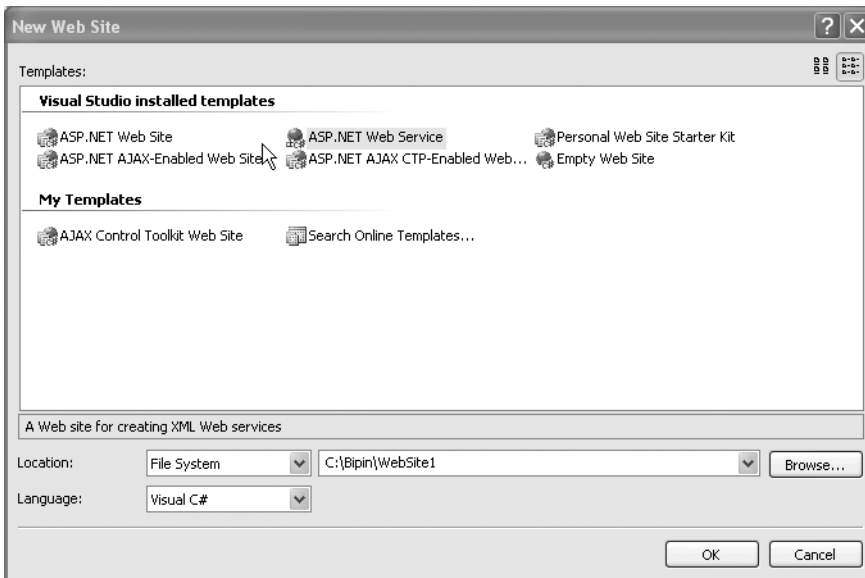 New Web Site
Templates:
Visual Studio installed templates
ASP.NET Web Site
ASP.NET Web Service
Personal Web Site Starter Kit
ASP.NET AJAX-Enabled Web Site
ASP.NET AJAX CTP-Enabled Web...
Empty Web Site
My Templates
AJAX Control Toolkit Web Site
Search Online Templates...
A Web site for creating XML Web services
Location:
File System
C:\Bipin\WebSite1
Browse...
Language:
Visual C#
OK
Cancel